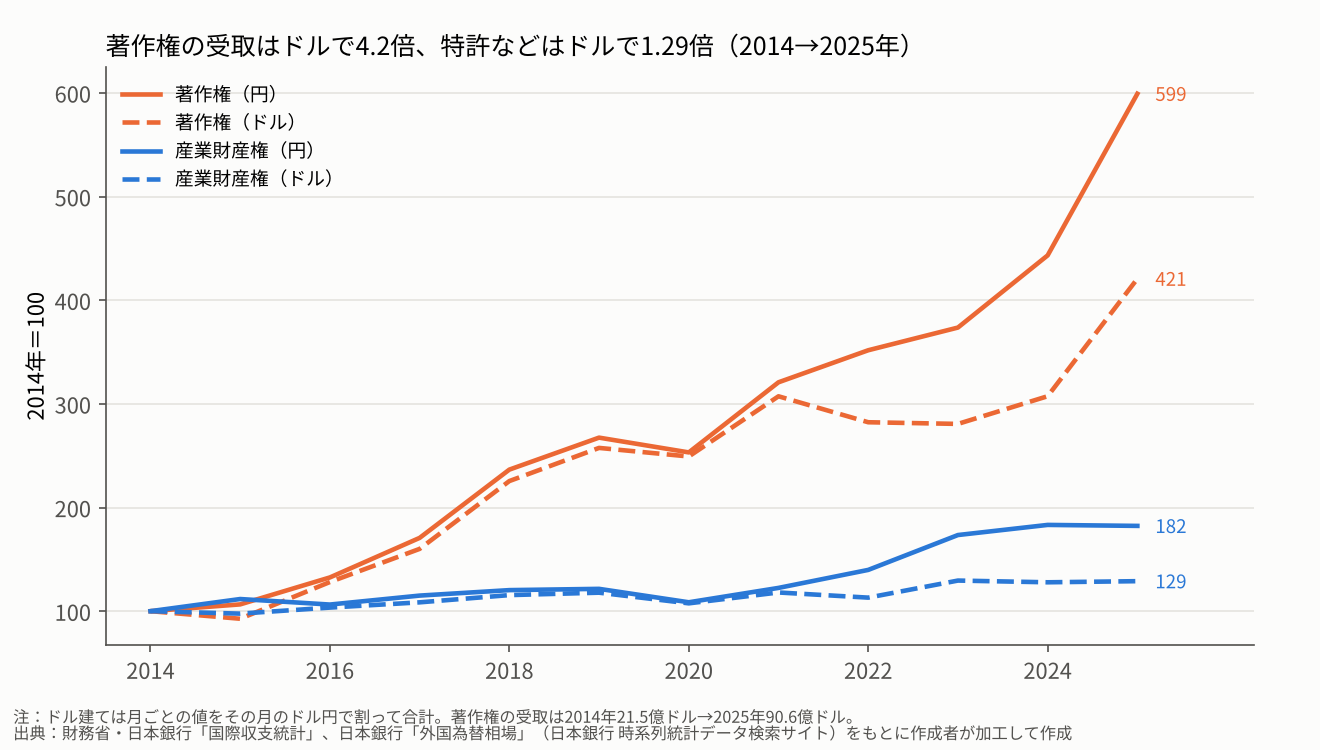 著作権の受取はドルで4.2倍、特許などはドルで1.29倍（2014→2025年）
600
500
400
300
200
100
2014年＝100
著作権（円）
著作権（ドル）
産業財産権（円）
産業財産権（ドル）
599
421
182
129
2014
2016
2018
2020
2022
2024
注：ドル建ては月ごとの値をその月のドル円で割って合計。著作権の受取は2014年21.5億ドル→2025年90.6億ドル。
出典：財務省・日本銀行「国際収支統計」、日本銀行「外国為替相場」（日本銀行 時系列統計データ検索サイト）をもとに作成者が加工して作成